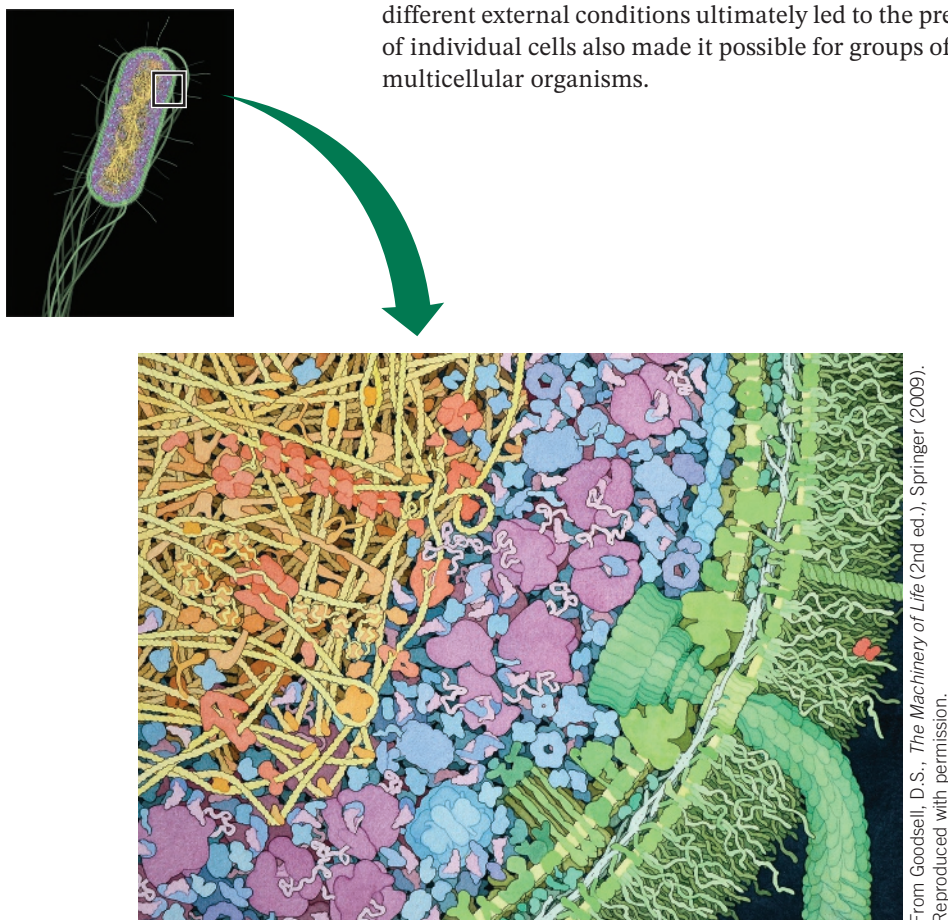 different external conditions ultimately led to the pre
of individual cells also made it possible for groups of
multicellular organisms.
From Goodsell, D.S., The Machinery of Life (2nd ed.), Springer (2009).
Reproduced with permission.